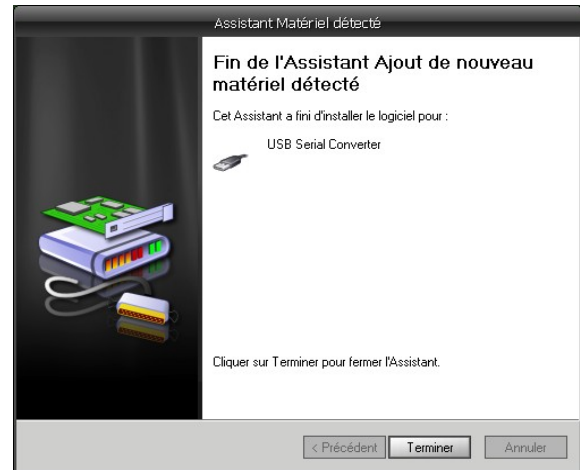 Assistant Matériel détecté
Fin de l'Assistant Ajout de nouveau
matériel détecté
Cet Assistant a fini d'installer le logiciel pour :
USB Serial Converter
Cliquer sur Terminer pour fermer l'Assistant.
< Précédent Terminer Annuler